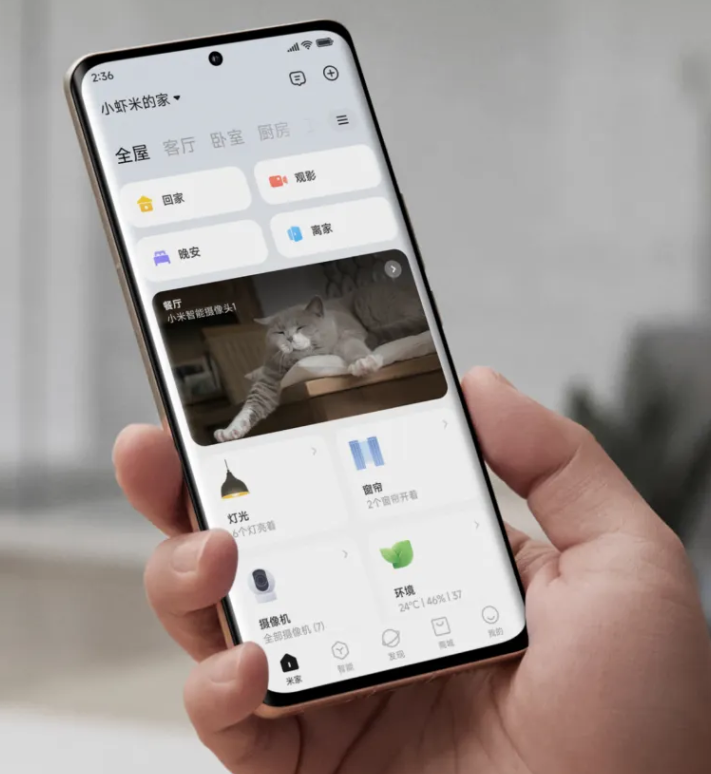 2:36
小虾米的家
全屋 客厅 卧室 厨房
回家
观影
晚安
离家
餐厅
小米智能摄像头1
灯光
6个灯亮着
窗帘
2个窗帘开着
摄像机
全部摄像机 (7)
环境
24℃ | 46% | 37
米家 智能 发现 商城 我的